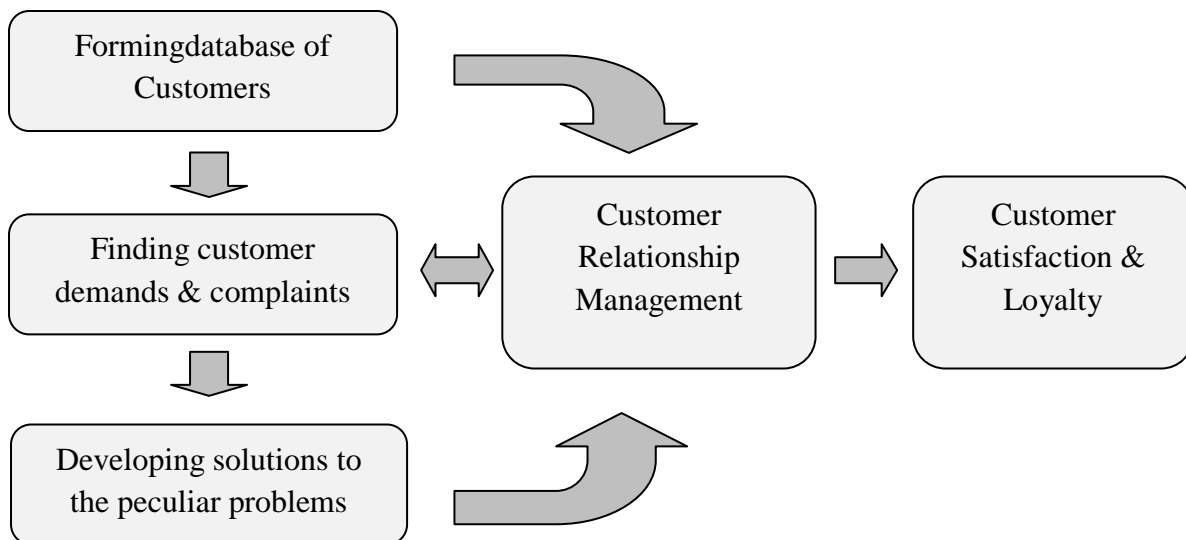 Formingdatabase of
Customers
Finding customer
demands & complaints
Developing solutions to
the peculiar problems
Customer
Relationship
Management
Customer
Satisfaction &
Loyalty